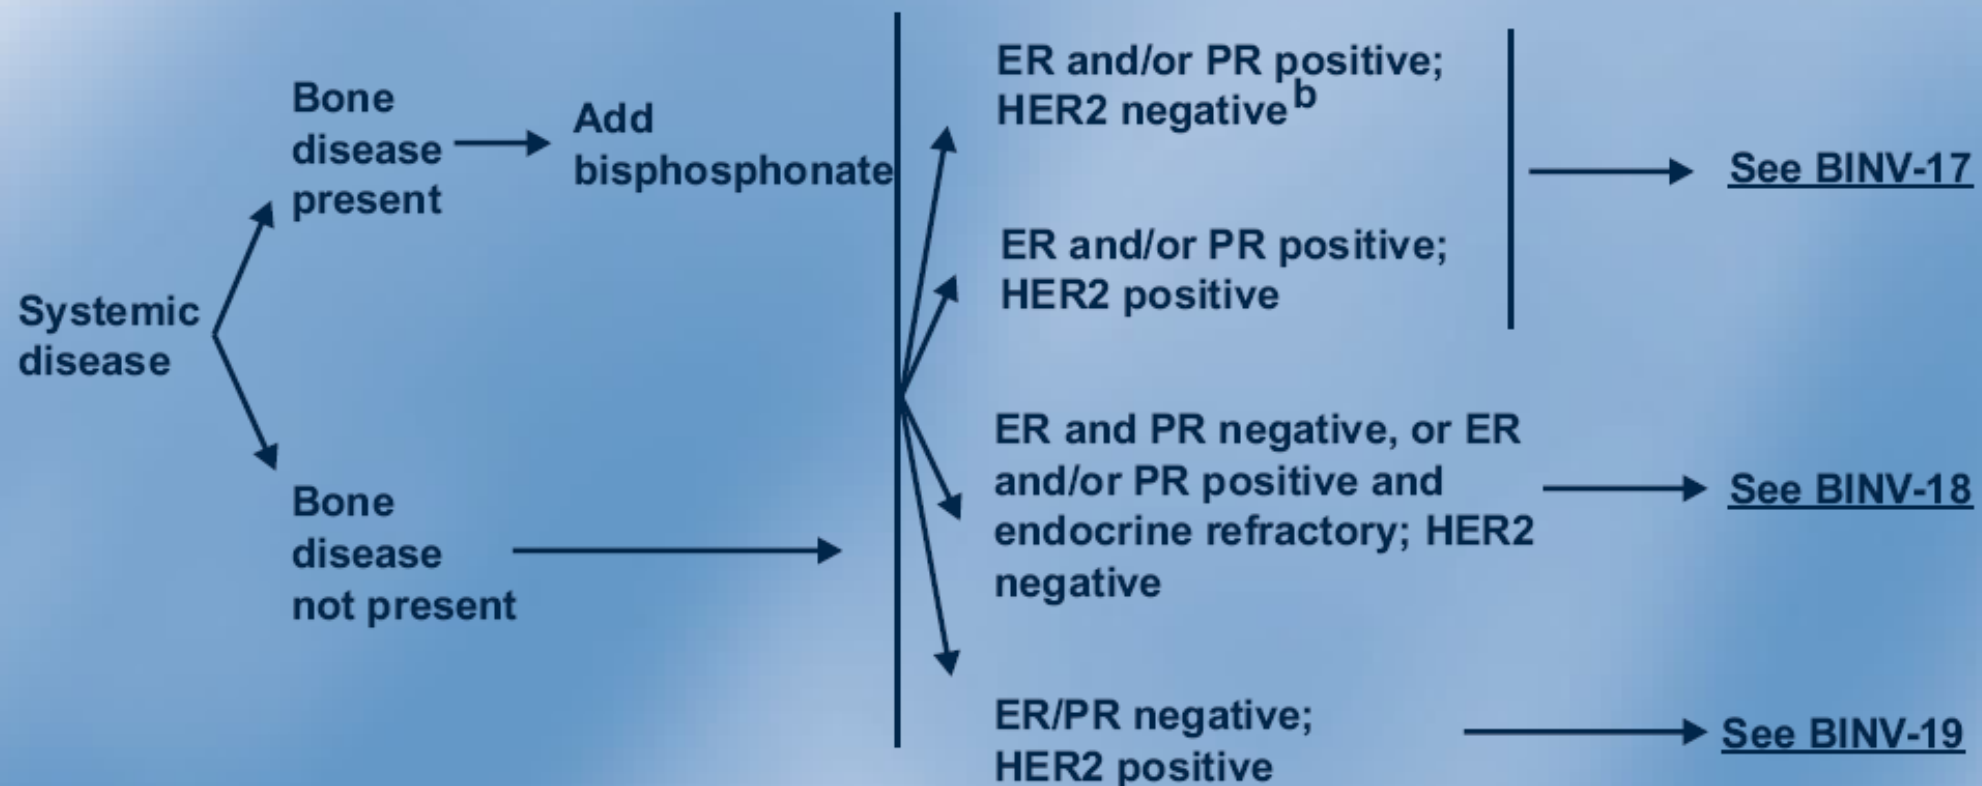 Systemic
disease
Bone
disease
present
Add
bisphosphonate
Bone
disease
not present
ER and/or PR positive;
HER2 negative b
ER and/or PR positive;
HER2 positive
See BINV-17
ER and PR negative, or ER
and/or PR positive and
endocrine refractory; HER2
negative
See BINV-18
ER/PR negative;
HER2 positive
See BINV-19